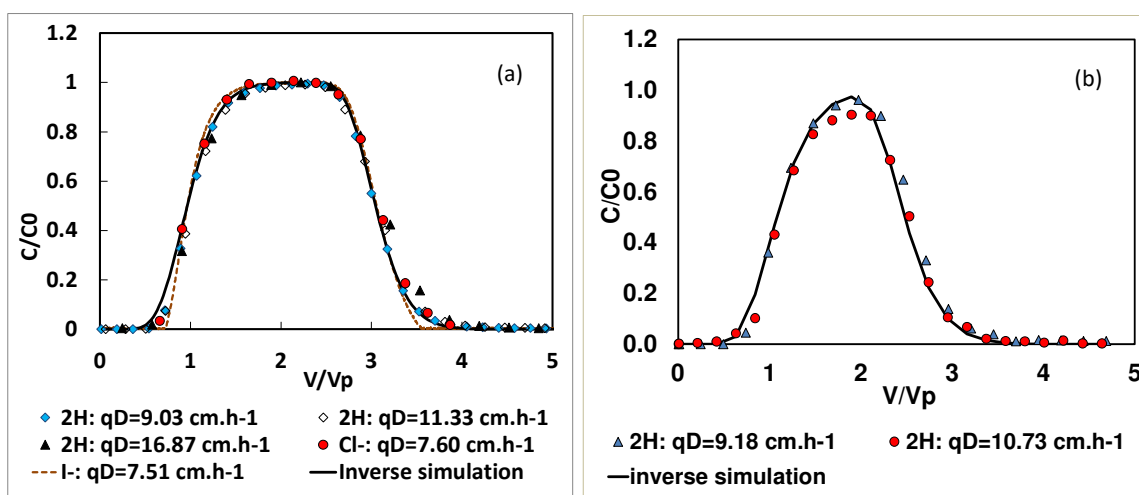 (a)
C/C0
1.2
1
0.8
0.6
0.4
0.2
0
0 1 2 3 4 5
V/Vp
2H: qD=9.03 cm.h-1 2H: qD=11.33 cm.h-1
2H: qD=16.87 cm.h-1 Cl-: qD=7.60 cm.h-1
I-: qD=7.51 cm.h-1 Inverse simulation
(b)
C/C0
1.2
1.0
0.8
0.6
0.4
0.2
0.0
0 1 2 3 4 5
V/Vp
2H: qD=9.18 cm.h-1 2H: qD=10.73 cm.h-1
inverse simulation